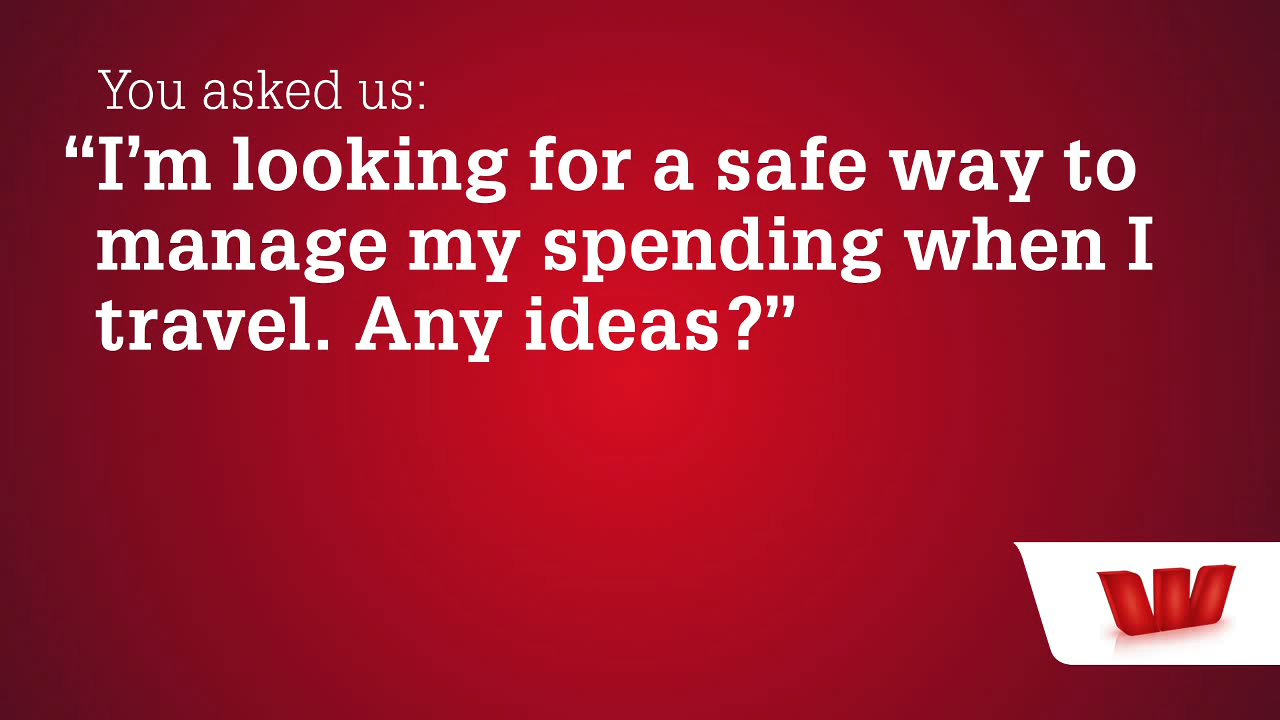 You asked us:
“I’m looking for a safe way to
manage my spending when I
travel. Any ideas?”